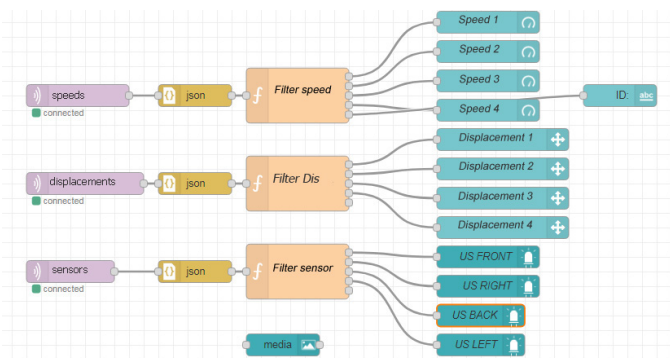 Speed 1
Speed 2
speeds
json
Filter speed
Speed 3
ID:
abc
connected
Speed 4
Displacement 1
Displacement 2
displacements
json
Filter Dis
Displacement 3
connected
Displacement 4
US FRONT
sensors
json
Filter sensor
US RIGHT
connected
US BACK
media
US LEFT